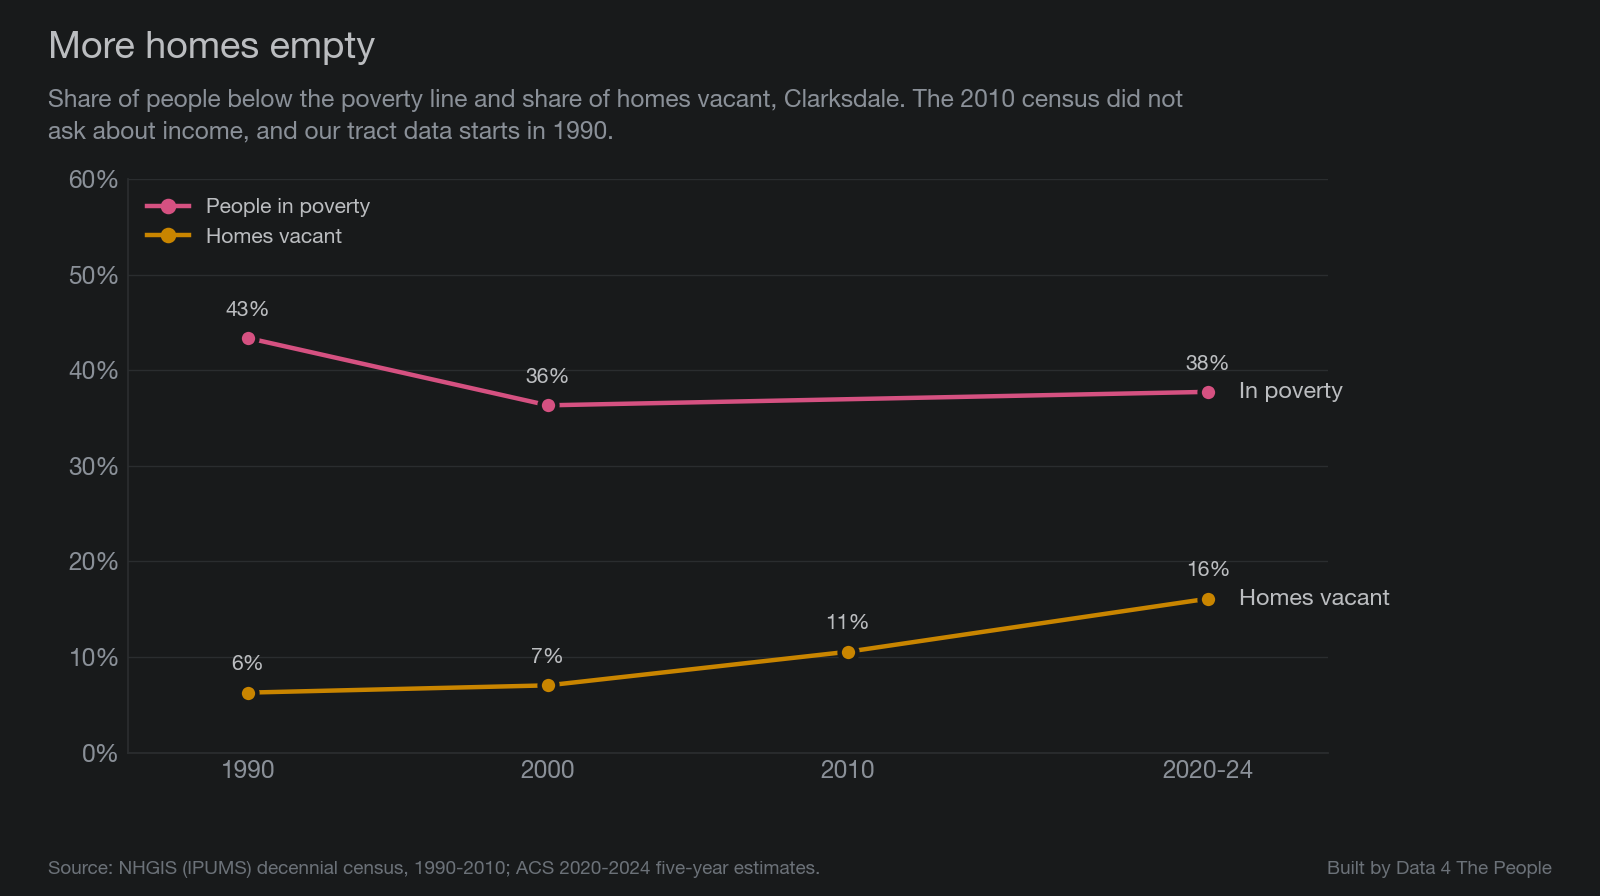 More homes empty
Share of people below the poverty line and share of homes vacant, Clarksdale. The 2010 census did not
ask about income, and our tract data starts in 1990.
60%
People in poverty
Homes vacant
50%
43%
40%
36%
38%
In poverty
30%
20%
16%
Homes vacant
11%
10%
6%
7%
0%
1990
2000
2010
2020-24
Source: NHGIS (IPUMS) decennial census, 1990-2010; ACS 2020-2024 five-year estimates.
Built by Data 4 The People